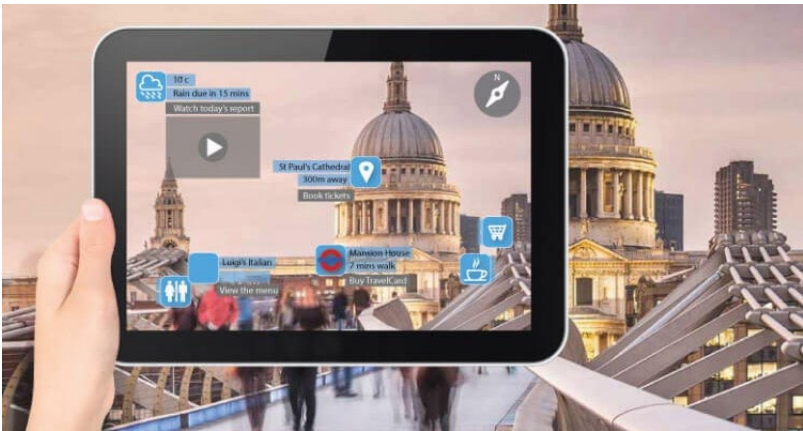 Rain due in 15 mins
Watch today's report
N
St Paul's Cathedral
300m away
Book tickets
Mansion House
7 mins walk
Buy TravelCard
Luigi's Italian
View the menu